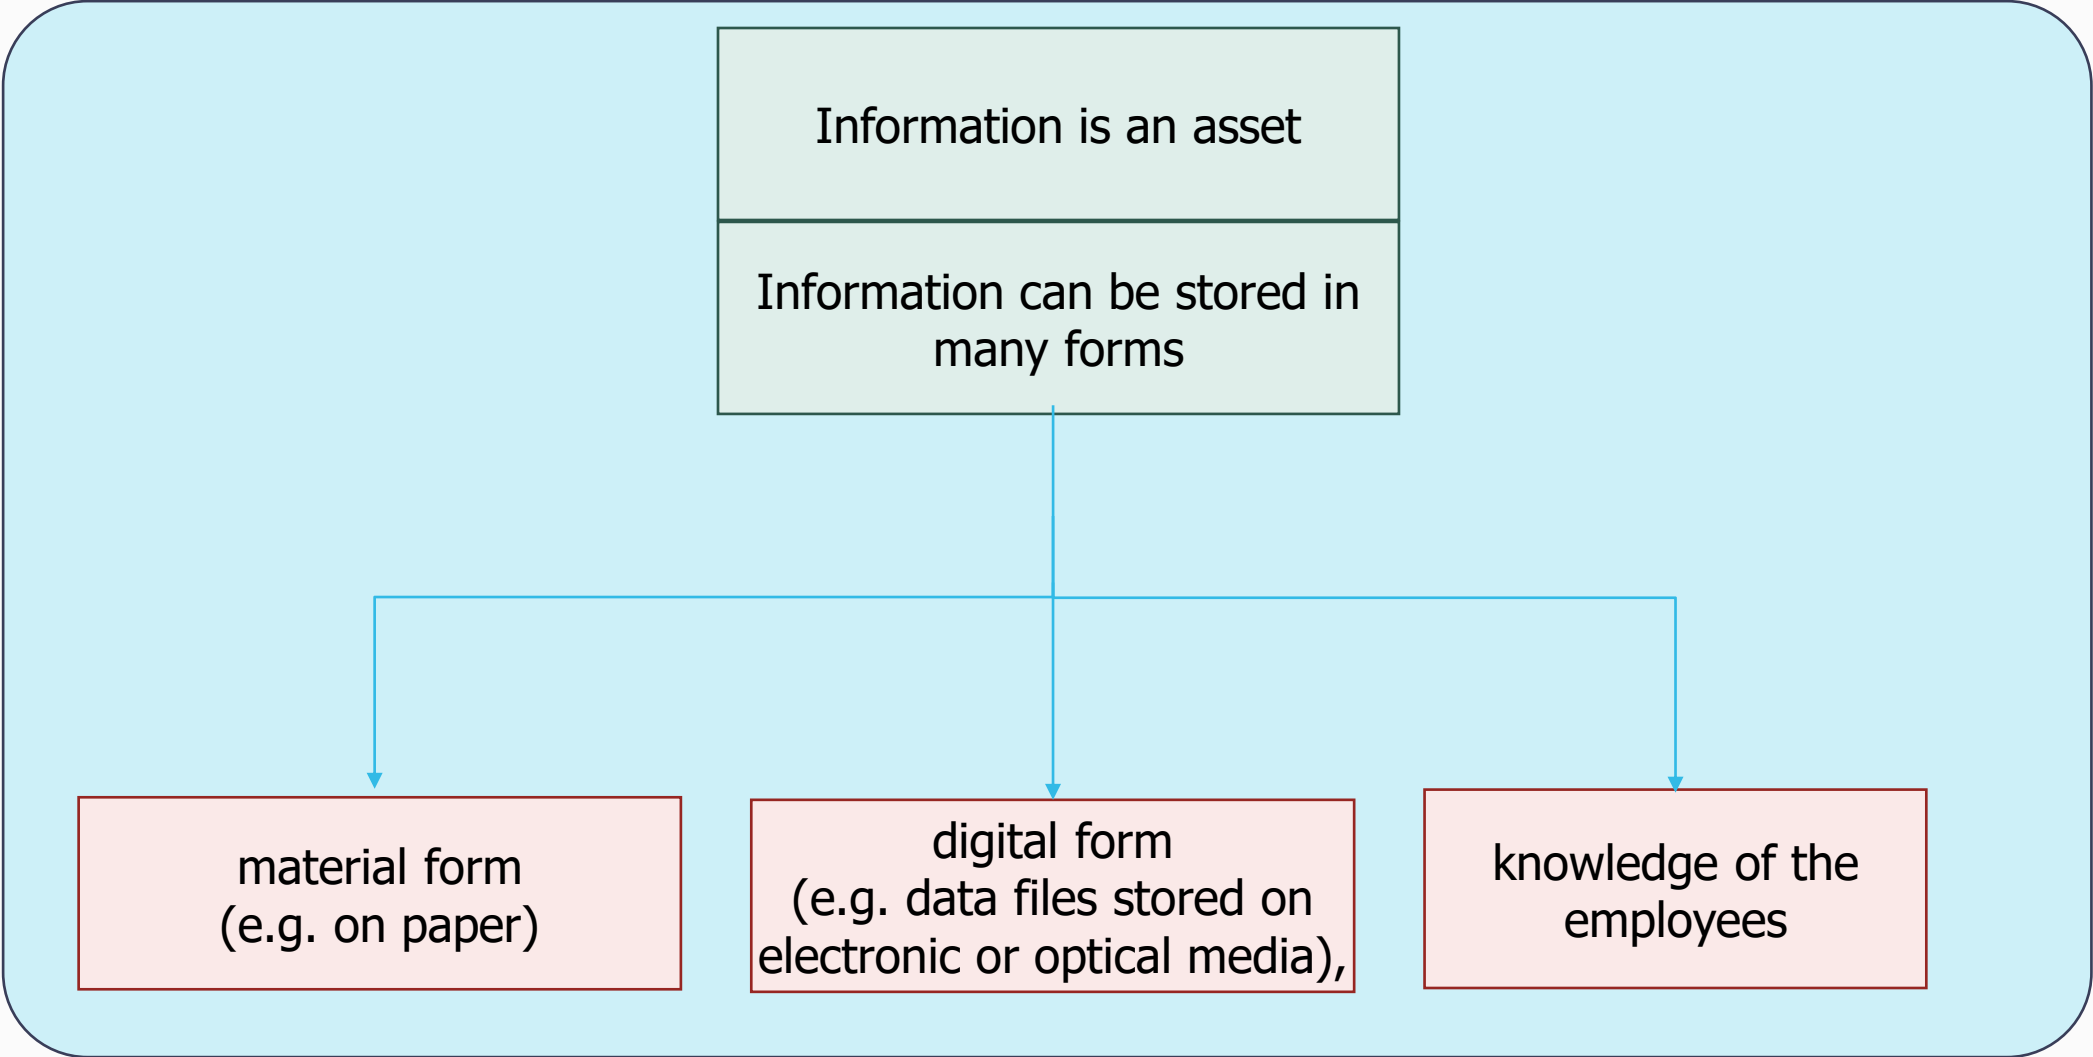 Information is an asset
Information can be stored in
many forms
material form
(e.g. on paper)
digital form
(e.g. data files stored on
electronic or optical media),
knowledge of the
employees